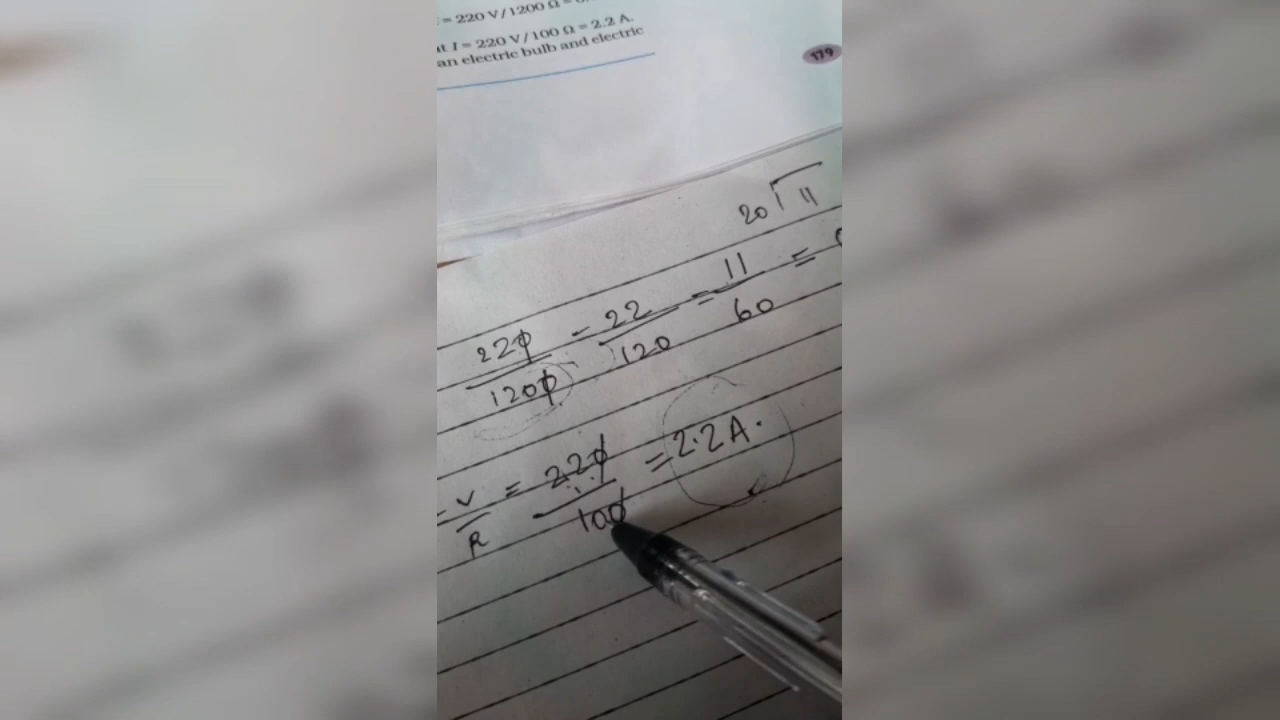 = 220 V/1200 Ω =
at I = 220 V/100 Ω = 2.2 A.
an electric bulb and electric
179
20 11
220/1200 = 22/120 = 11/60 =
V/R = 220/100 = 2.2 A.